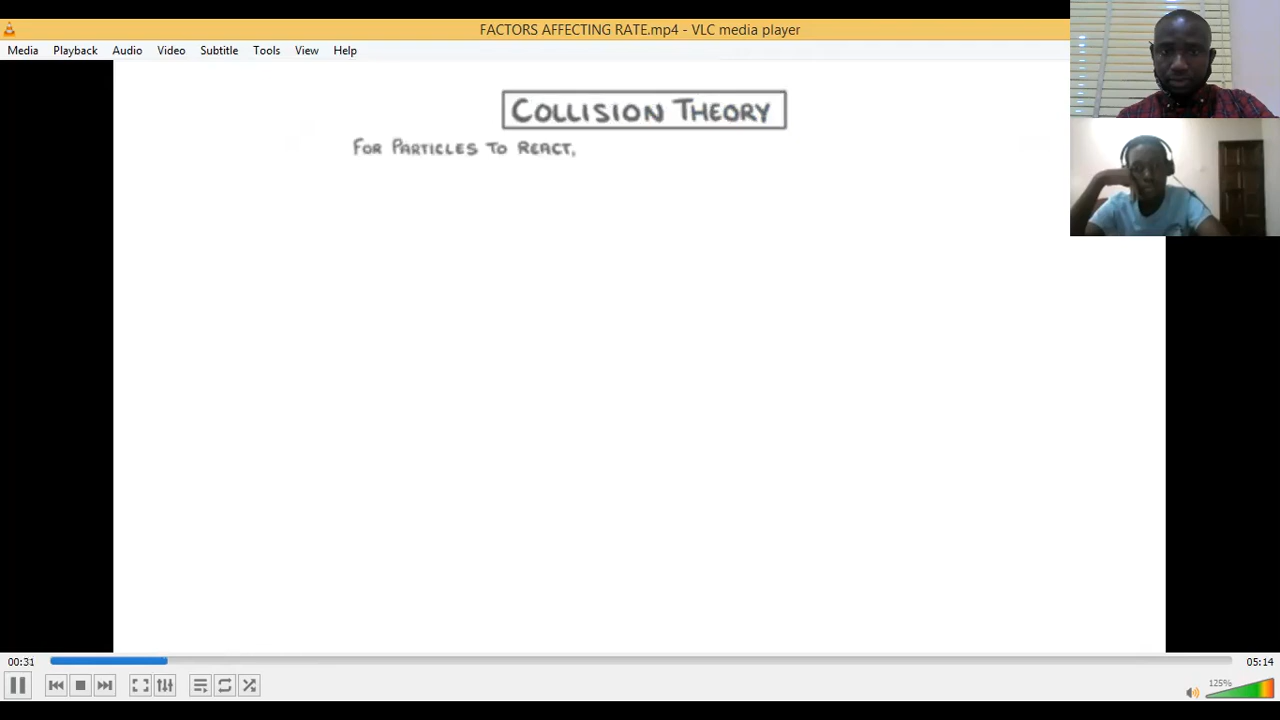 FACTORS AFFECTING RATE.mp4 - VLC media player
Media Playback Audio Video Subtitle Tools View Help
COLLISION THEORY
FOR PARTICLES TO REACT,
00:31
05:14
125%